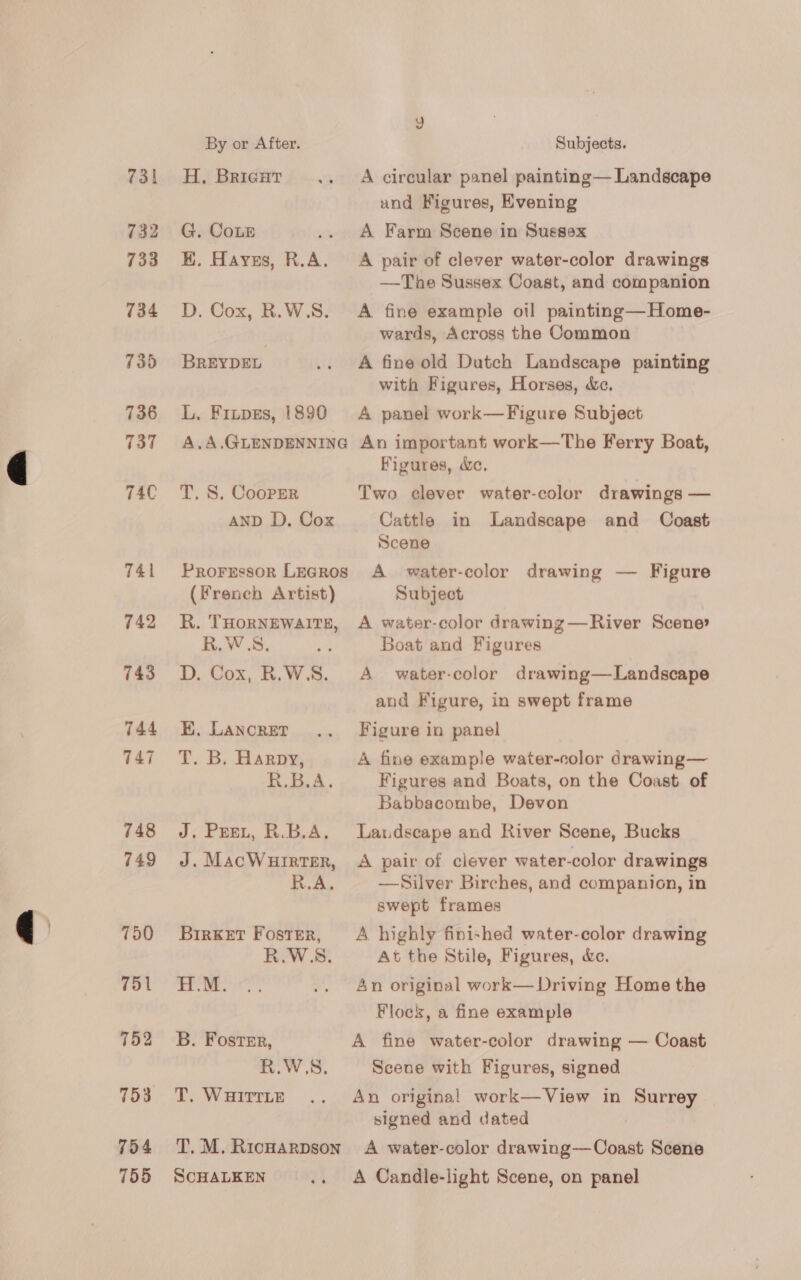 9
By or After. Subjects.
731 H. BRIGHT .. A circular panel painting—Landscape
and Figures, Evening
732 G. COLE .. A Farm Scene in Sussex
733 E. HAYES, R.A. A pair of clever water-color drawings
—The Sussex Coast, and companion
734 D. COX, R.W.S. A fine example oil painting—Home-
wards, Across the Common
735 BREYDEL .. A fine old Dutch Landscape painting
with Figures, Horses, &c.
736 L. FILDES, 1890 A panel work—Figure Subject
737 A.A.GLENDENNING An important work—The Ferry Boat,
Figures, &c.
740 T. S. COOPER Two clever water-color drawings —
AND D. COX Cattle in Landscape and Coast
Scene
741 PROFESSOR LEGROS A water-color drawing — Figure
(French Artist) Subject
742 R. THORNEWAITE, A water-color drawing—River Scene,
R.W.S. .. Boat and Figures
743 D. COX, R.W.S. A water-color drawing—Landscape
and Figure, in swept frame
744 E. LANCRET .. Figure in panel
747 T. B. HARDY, A fine example water-color drawing—
R.B.A. Figures and Boats, on the Coast of
Babbacombe, Devon
748 J. PEEL, R.B.A. Landscape and River Scene, Bucks
749 J. MACWHIRTER, A pair of clever water-color drawings
R.A. —Silver Birches, and companion, in
swept frames
750 BIRKET FOSTER, A highly finished water-color drawing
R.W.S. At the Stile, Figures, &c.
751 H.M. .. .. An original work—Driving Home the
Flock, a fine example
752 B. FOSTER, A fine water-color drawing — Coast
R.W.S. Scene with Figures, signed
753 T. WHITTLE .. An original work—View in Surrey
signed and dated
754 T. M. RICHARDSON A water-color drawing—Coast Scene
755 SCHALKEN .. A Candle-light Scene, on panel